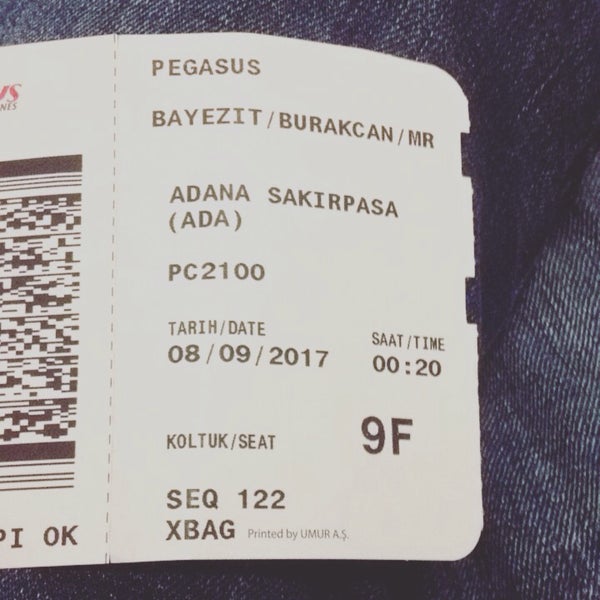 PEGASUS
BAYEZIT/BURAKCAN/MR
ADANA SAKIRPASA
(ADA)
PC2100
TARIH/DATE
08/09/2017
SAAT/TIME
00:20
KOLTUK/SEAT
9F
SEQ 122
XBAG
Printed by UMUR A.Ş.
PI OK